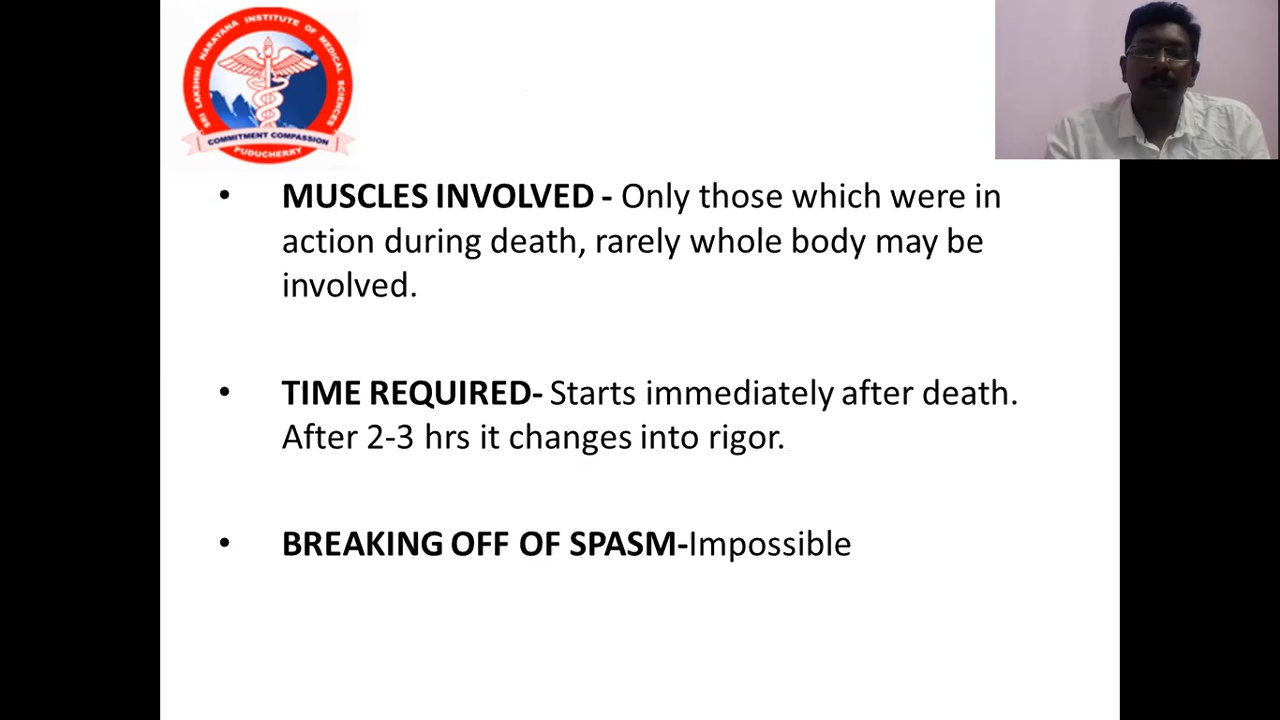 SRI LAKSHMI NARAYANA INSTITUTE OF MEDICAL SCIENCES
COMMITMENT COMPASSION
PUDUCHERRY
• MUSCLES INVOLVED - Only those which were in
action during death, rarely whole body may be
involved.
• TIME REQUIRED- Starts immediately after death.
After 2-3 hrs it changes into rigor.
• BREAKING OFF OF SPASM-Impossible